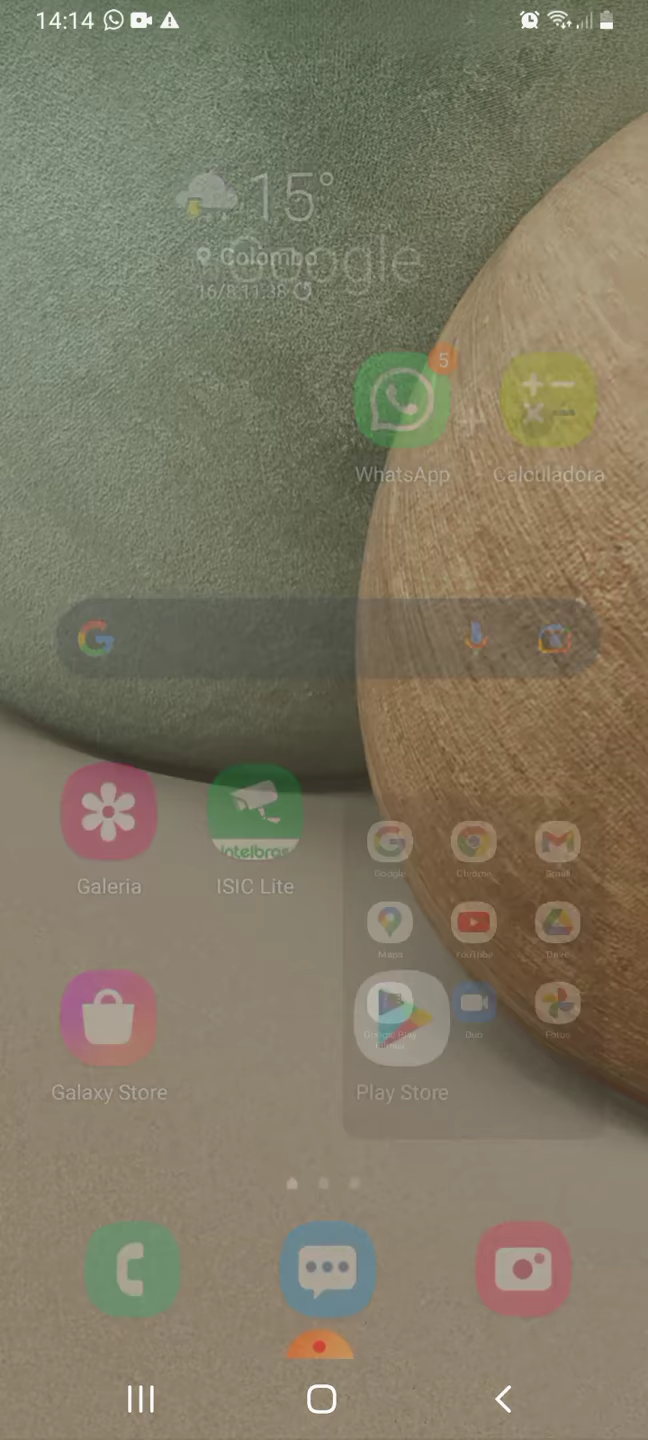 14:14
15°
Google
Colombo
16/8 11:38
5
WhatsApp
Calculadora
intelbras
Galeria
ISIC Lite
Google
Chrome
Gmail
Maps
YouTube
Drive
Google Play
Duo
Fotos
Galaxy Store
Play Store